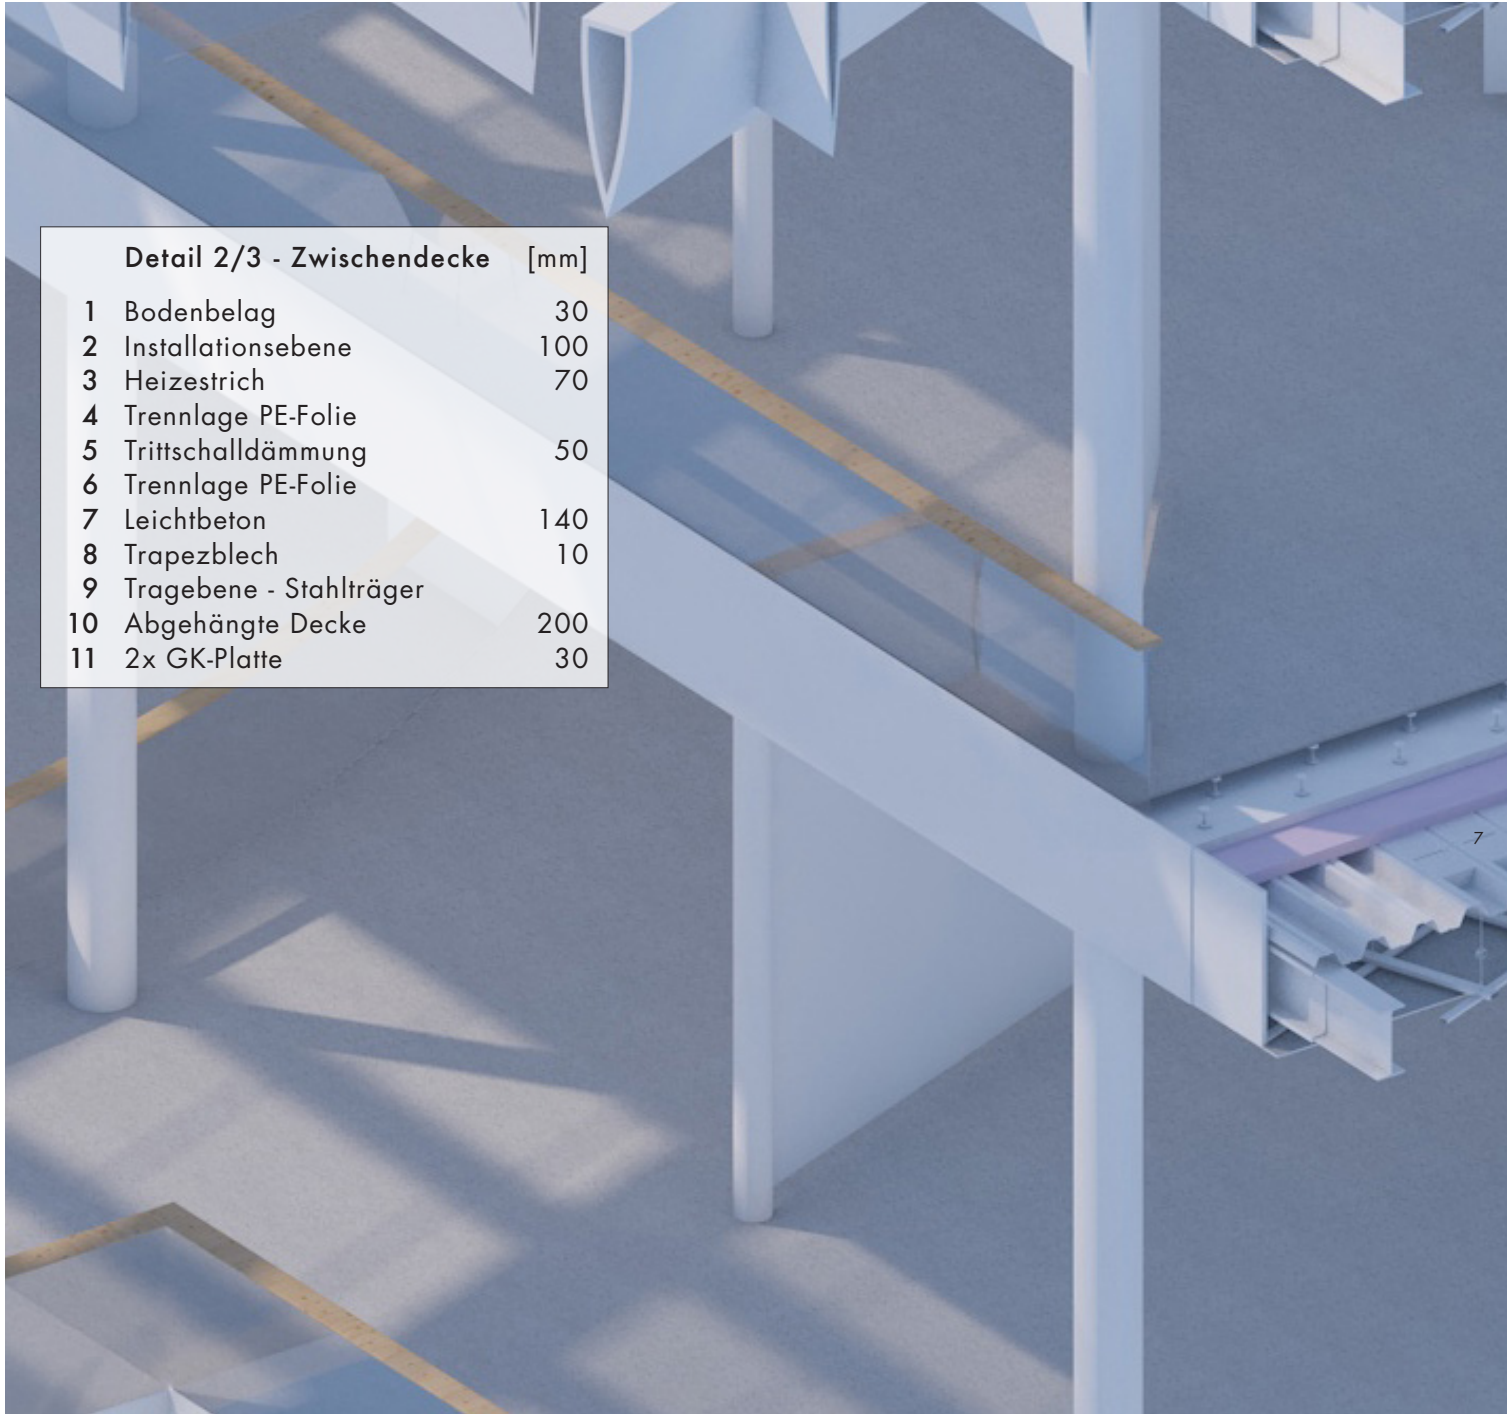 Detail 2/3 - Zwischendecke [mm]
1 Bodenbelag 30
2 Installationsebene 100
3 Heizestrich 70
4 Trennlage PE-Folie
5 Trittschalldämmung 50
6 Trennlage PE-Folie
7 Leichtbeton 140
8 Trapezblech 10
9 Tragebene - Stahlträger
10 Abgehängte Decke 200
11 2x GK-Platte 30
7